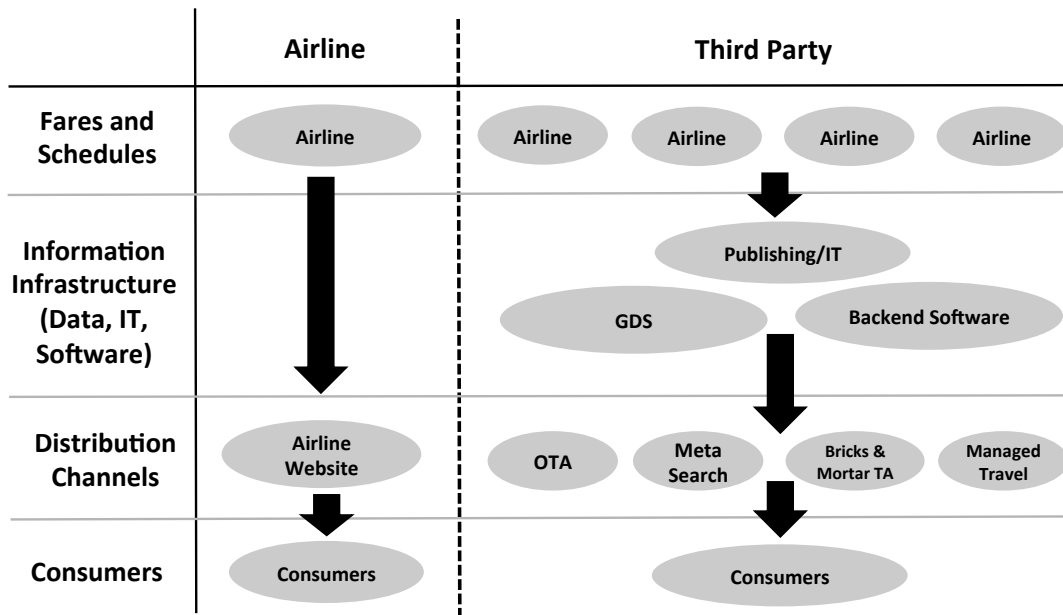 Airline
Third Party
Fares and
Schedules
Airline
Airline
Airline
Airline
Airline
Information
Infrastructure
(Data, IT,
Software)
Publishing/IT
GDS
Backend Software
Distribution
Channels
Airline
Website
OTA
Meta
Search
Bricks &
Mortar TA
Managed
Travel
Consumers
Consumers
Consumers